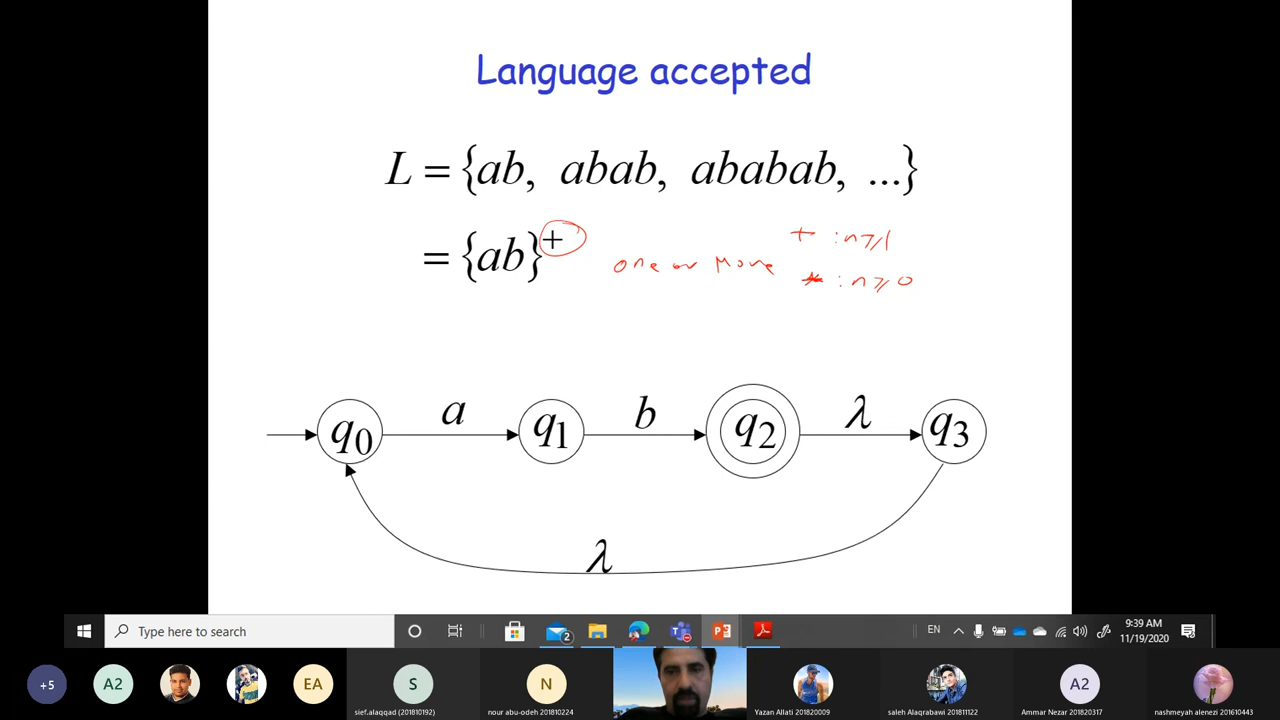 Language accepted
L = {ab, abab, ababab, ...}
= {ab}+
+ : n ≥ 1
one or More
* : n ≥ 0
a
b
λ
q0
q1
q2
q3
λ
Type here to search
2
EN
9:39 AM
11/19/2020
+5
A2
EA
S
N
A2
sief.alaqqad (201810192)
nour abu-odeh 201810224
Yazan Allati 201820009
saleh Alaqrabawi 201811122
Ammar Nezar 201820317
nashmeyah alenezi 201610443